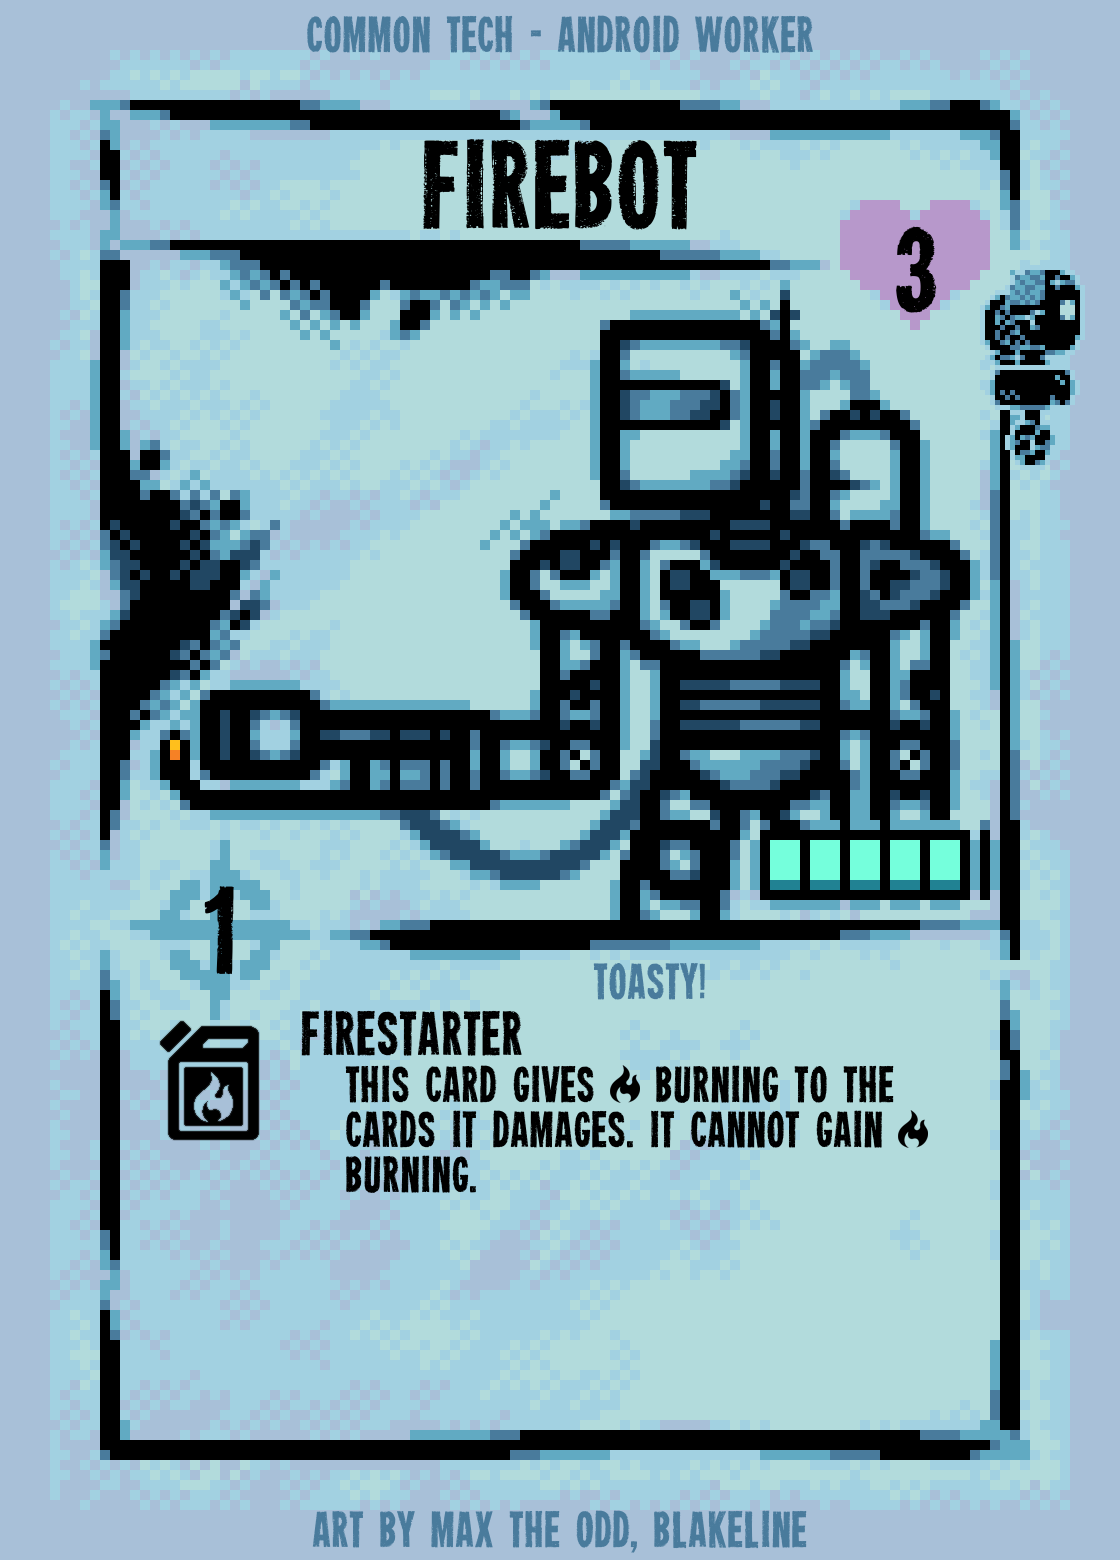 COMMON TECH - ANDROID WORKER
FIREBOT
3
1
TOASTY!
FIRESTARTER
THIS CARD GIVES BURNING TO THE
CARDS IT DAMAGES. IT CANNOT GAIN
BURNING.
ART BY MAX THE ODD, BLAKELINE